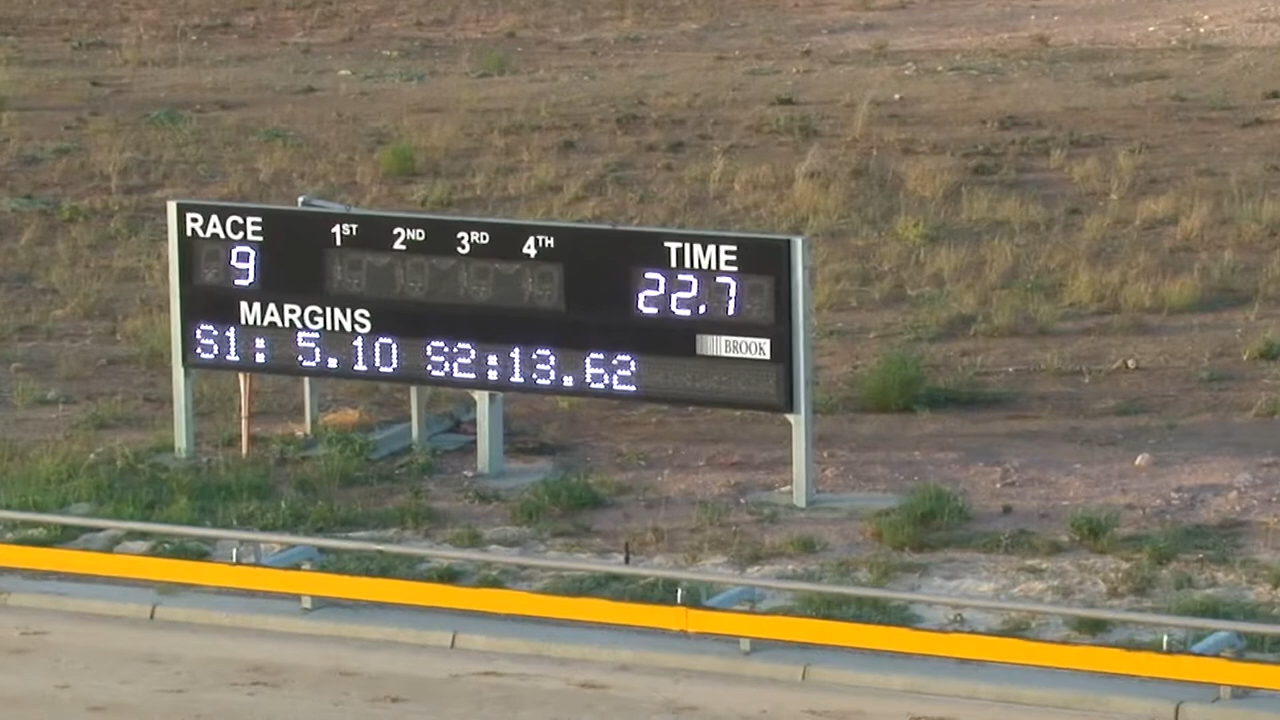 RACE 1ST 2ND 3RD 4TH TIME
9 22.7
MARGINS
BROOK
S1: 5.10 S2:13.62